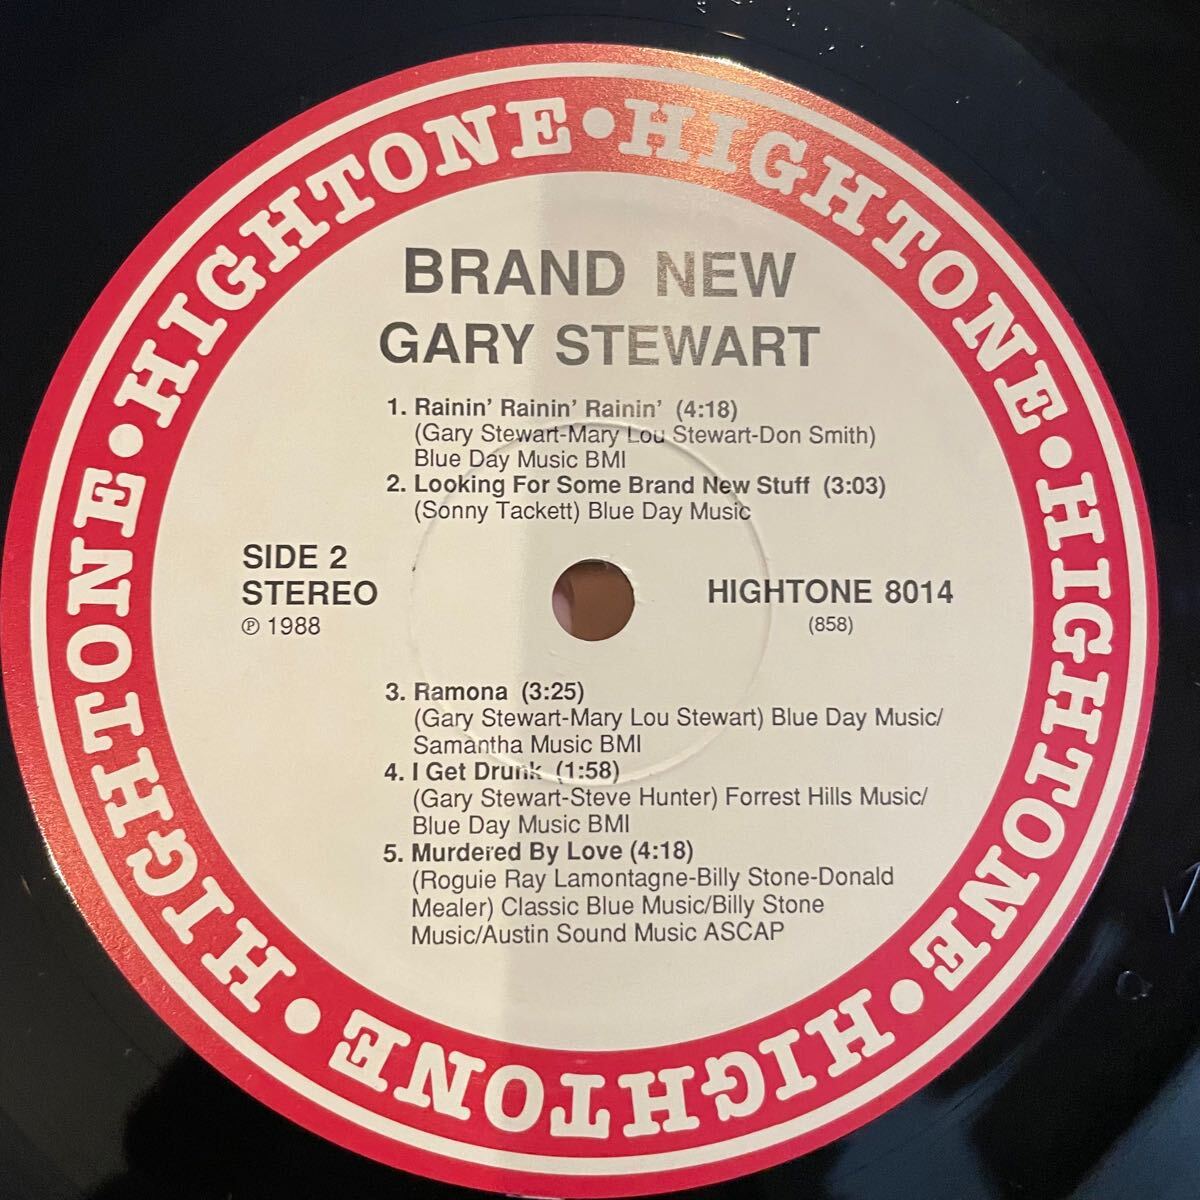 HIGHTONE • HIGHTONE • HIGHTONE • HIGHTONE • HIGHTONE • HIGHTONE • HIGHTONE •
BRAND NEW
GARY STEWART
1. Rainin' Rainin' Rainin' (4:18)
(Gary Stewart-Mary Lou Stewart-Don Smith)
Blue Day Music BMI
2. Looking For Some Brand New Stuff (3:03)
(Sonny Tackett) Blue Day Music
SIDE 2
STEREO
℗ 1988
HIGHTONE 8014
(858)
3. Ramona (3:25)
(Gary Stewart-Mary Lou Stewart) Blue Day Music/
Samantha Music BMI
4. I Get Drunk (1:58)
(Gary Stewart-Steve Hunter) Forrest Hills Music/
Blue Day Music BMI
5. Murdered By Love (4:18)
(Roguie Ray Lamontagne-Billy Stone-Donald
Mealer) Classic Blue Music/Billy Stone
Music/Austin Sound Music ASCAP